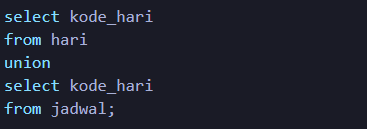 select kode_hari
from hari
union
select kode_hari
from jadwal;